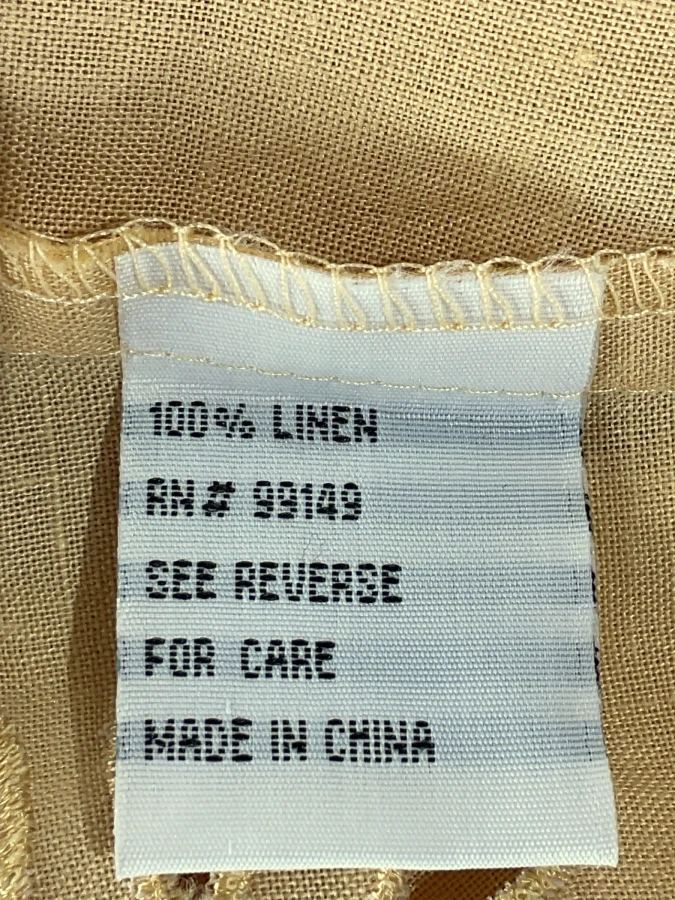 100% LINEN
RN# 99149
SEE REVERSE
FOR CARE
MADE IN CHINA